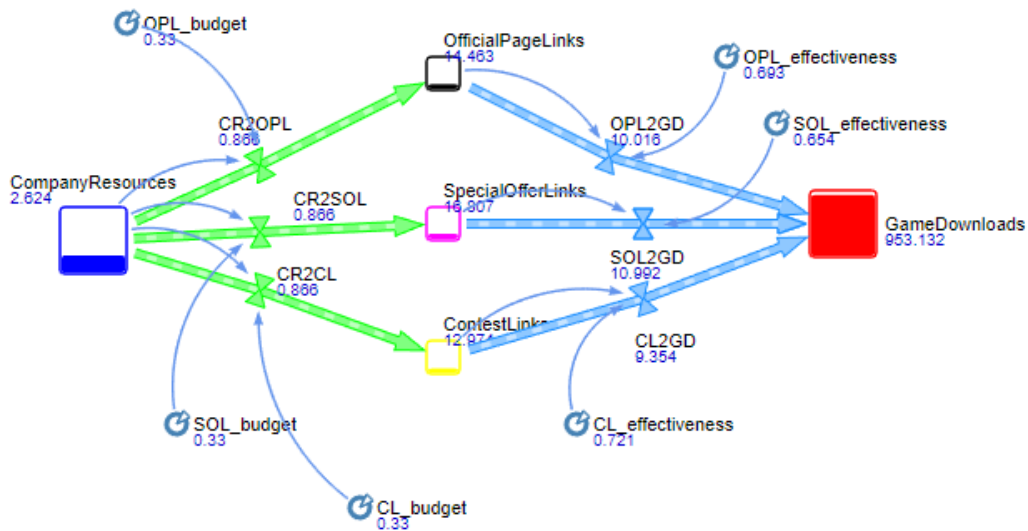 OPL_budget
0.33
OfficialPageLinks
14.463
OPL_effectiveness
0.693
CR2OPL
0.866
OPL2GD
10.016
SOL_effectiveness
0.654
CompanyResources
2.624
CR2SOL
0.866
SpecialOfferLinks
16.807
GameDownloads
953.132
SOL2GD
10.992
CR2CL
0.866
ContestLinks
12.974
CL2GD
9.354
SOL_budget
0.33
CL_effectiveness
0.721
CL_budget
0.33